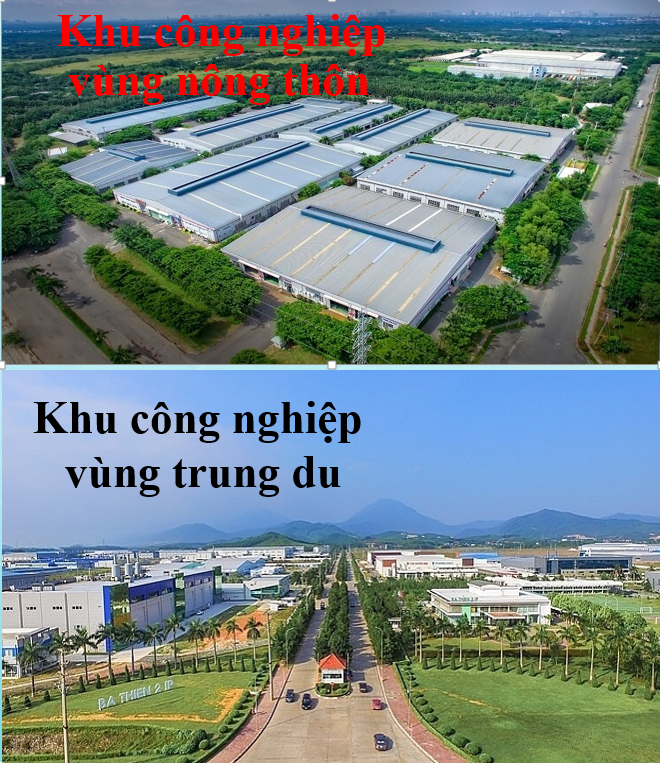 Khu công nghiệp
vùng nông thôn
Khu công nghiệp
vùng trung du
BA THIEN 2 IP